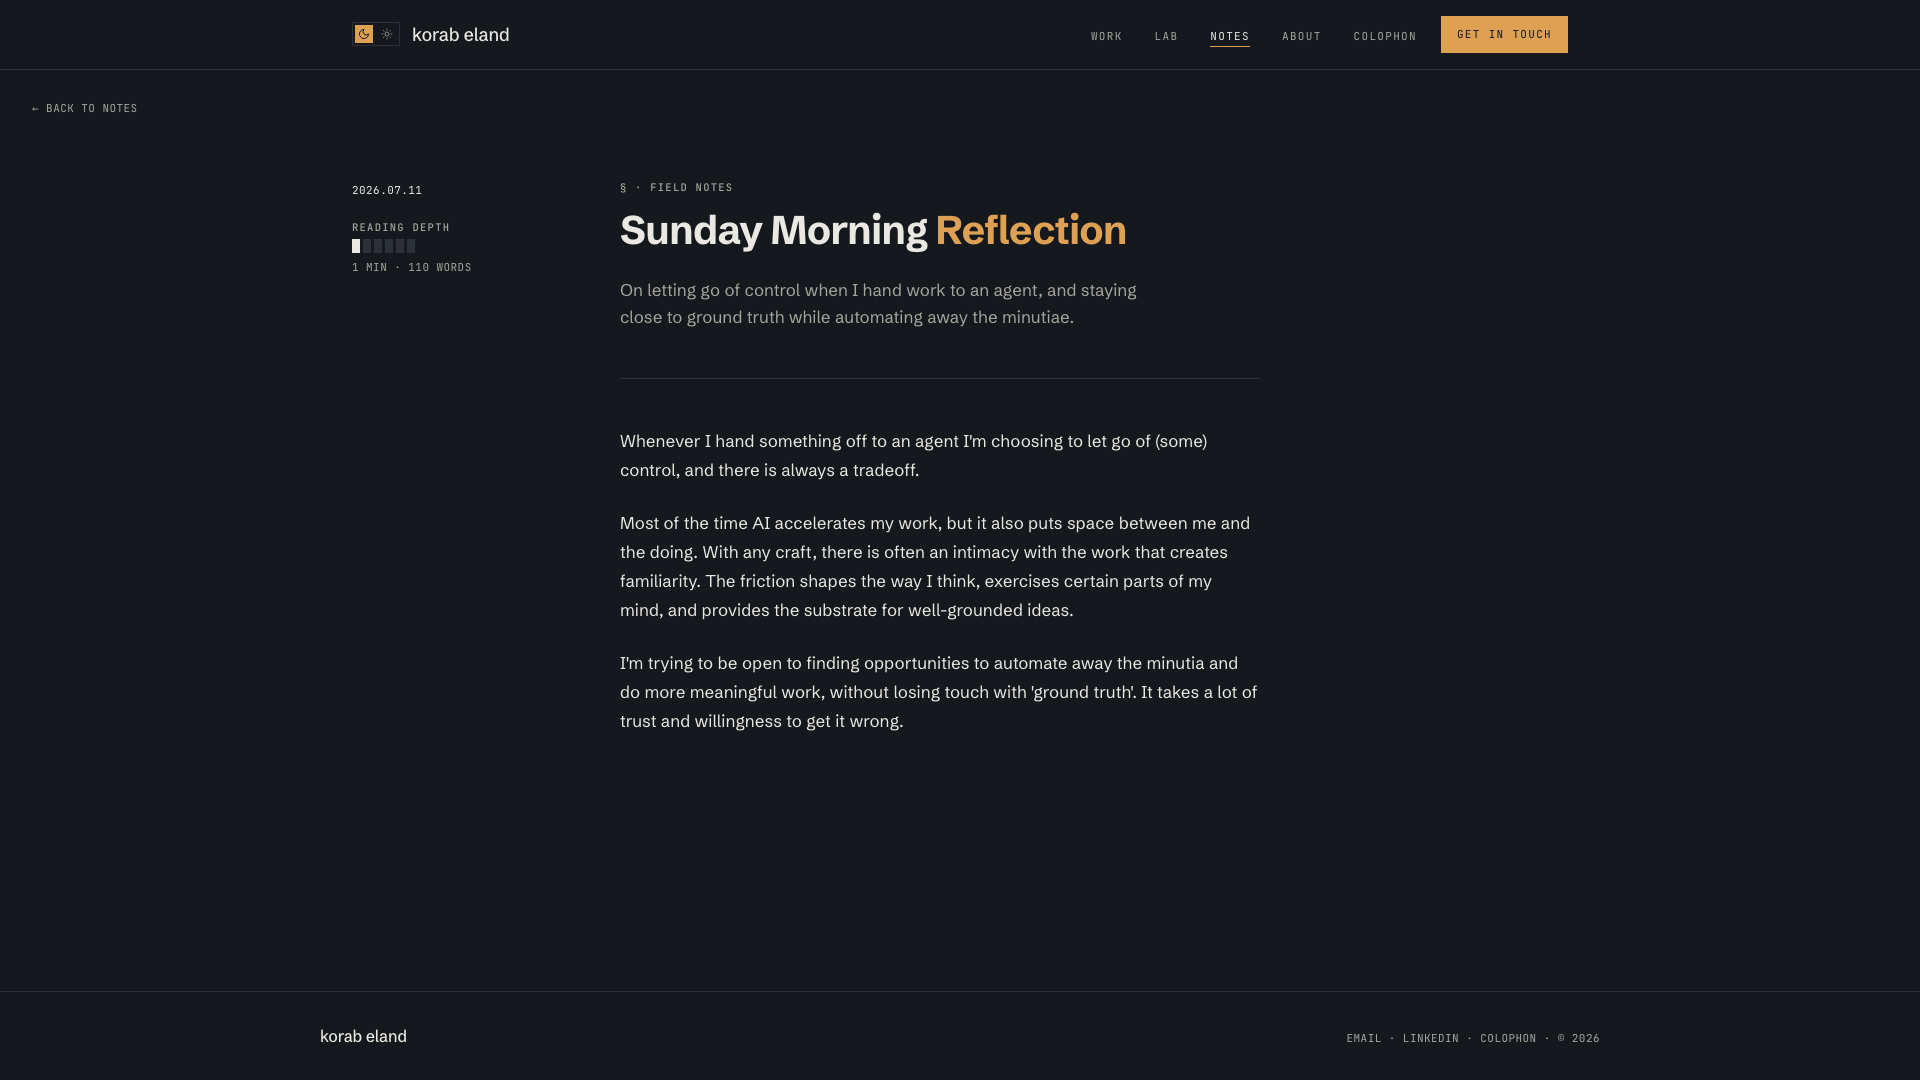 korab eland
WORK
LAB
NOTES
ABOUT
COLOPHON
GET IN TOUCH
← BACK TO NOTES
2026.07.11
READING DEPTH
1 MIN · 110 WORDS
§ · FIELD NOTES
Sunday Morning Reflection
On letting go of control when I hand work to an agent, and staying
close to ground truth while automating away the minutiae.
Whenever I hand something off to an agent I'm choosing to let go of (some)
control, and there is always a tradeoff.
Most of the time AI accelerates my work, but it also puts space between me and
the doing. With any craft, there is often an intimacy with the work that creates
familiarity. The friction shapes the way I think, exercises certain parts of my
mind, and provides the substrate for well-grounded ideas.
I'm trying to be open to finding opportunities to automate away the minutia and
do more meaningful work, without losing touch with 'ground truth'. It takes a lot of
trust and willingness to get it wrong.
korab eland
EMAIL · LINKEDIN · COLOPHON · © 2026